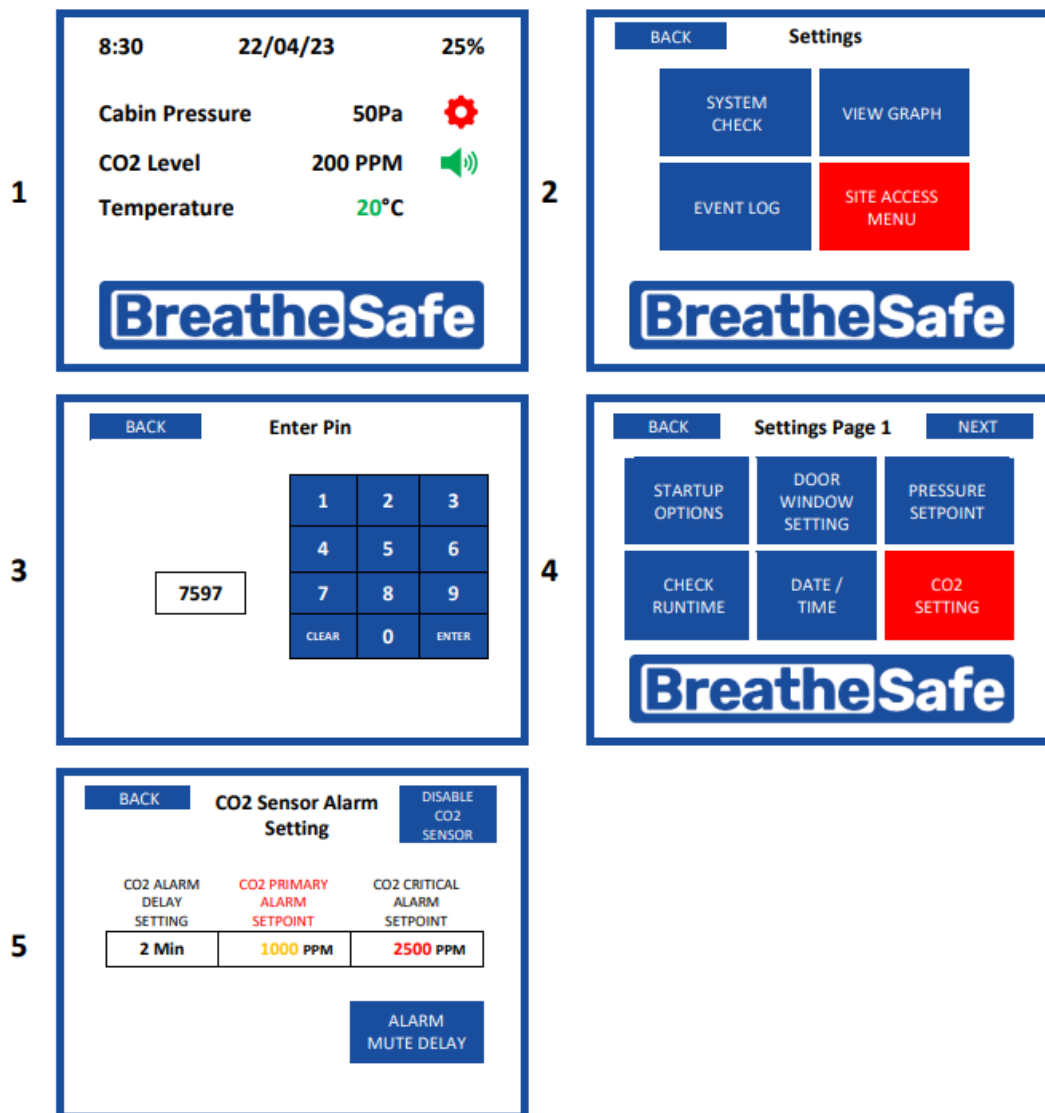 1
8:30 22/04/23 25%
Cabin Pressure 50Pa
CO2 Level 200 PPM
Temperature 20°C
BreatheSafe
2
BACK Settings
SYSTEM
CHECK
VIEW GRAPH
EVENT LOG
SITE ACCESS
MENU
BreatheSafe
3
BACK Enter Pin
1 2 3
4 5 6
7597
7 8 9
CLEAR 0 ENTER
4
BACK Settings Page 1 NEXT
STARTUP
OPTIONS
DOOR
WINDOW
SETTING
PRESSURE
SETPOINT
CHECK
RUNTIME
DATE /
TIME
CO2
SETTING
BreatheSafe
5
BACK
CO2 Sensor Alarm
Setting
DISABLE
CO2
SENSOR
CO2 ALARM
DELAY
SETTING
CO2 PRIMARY
ALARM
SETPOINT
CO2 CRITICAL
ALARM
SETPOINT
2 Min 1000 PPM 2500 PPM
ALARM
MUTE DELAY